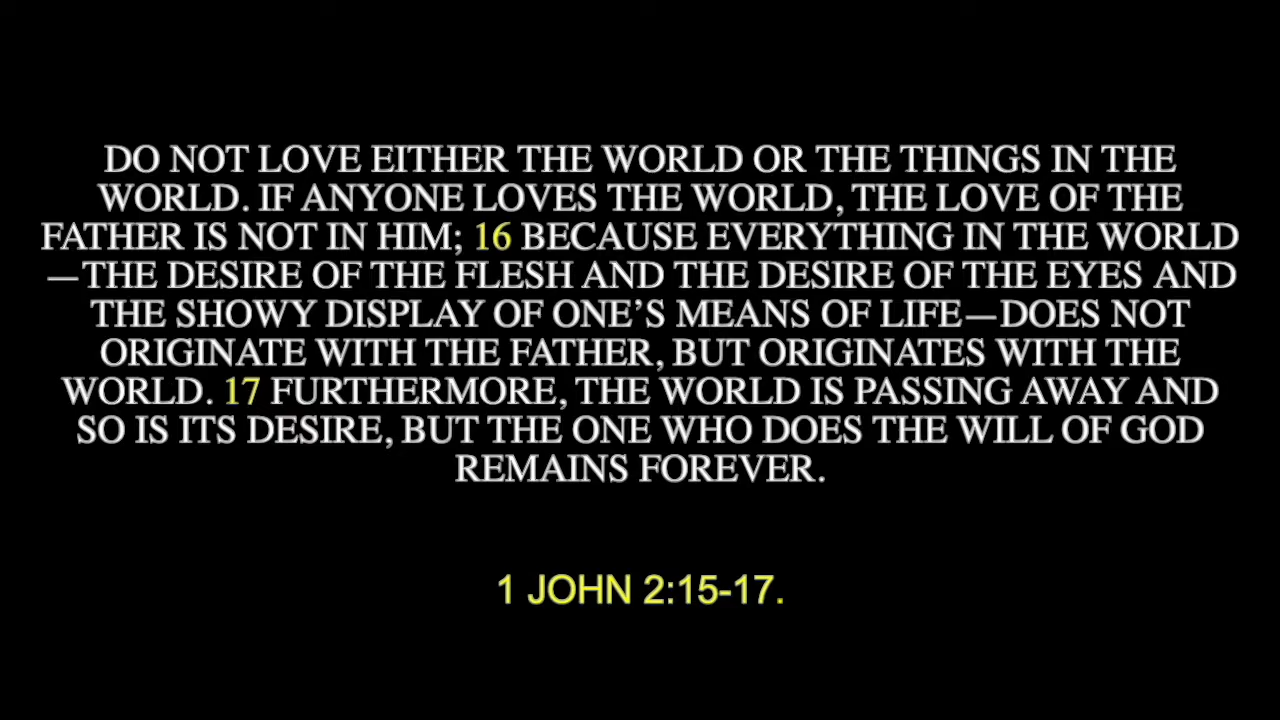 DO NOT LOVE EITHER THE WORLD OR THE THINGS IN THE
WORLD. IF ANYONE LOVES THE WORLD, THE LOVE OF THE
FATHER IS NOT IN HIM; 16 BECAUSE EVERYTHING IN THE WORLD
—THE DESIRE OF THE FLESH AND THE DESIRE OF THE EYES AND
THE SHOWY DISPLAY OF ONE’S MEANS OF LIFE—DOES NOT
ORIGINATE WITH THE FATHER, BUT ORIGINATES WITH THE
WORLD. 17 FURTHERMORE, THE WORLD IS PASSING AWAY AND
SO IS ITS DESIRE, BUT THE ONE WHO DOES THE WILL OF GOD
REMAINS FOREVER.
1 JOHN 2:15-17.